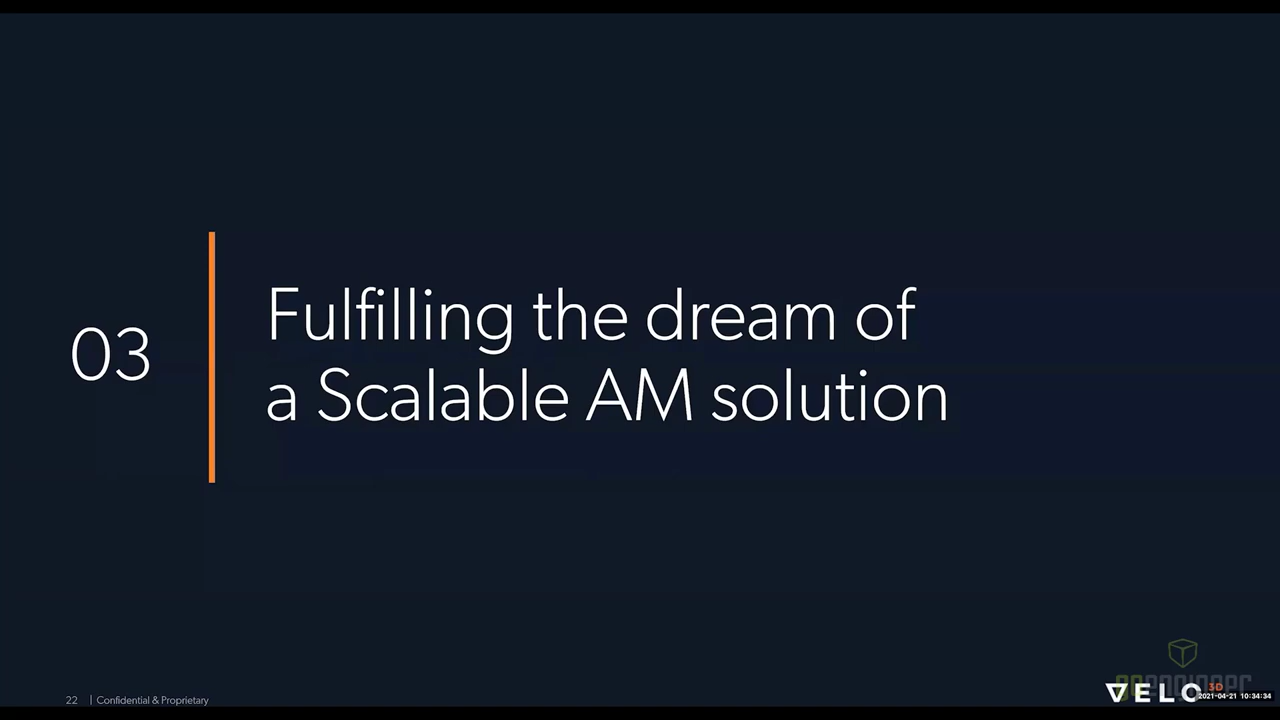 03
Fulfilling the dream of
a Scalable AM solution
22 | Confidential & Proprietary
VELO 3D
goengineer
2021-04-21 10:34:34